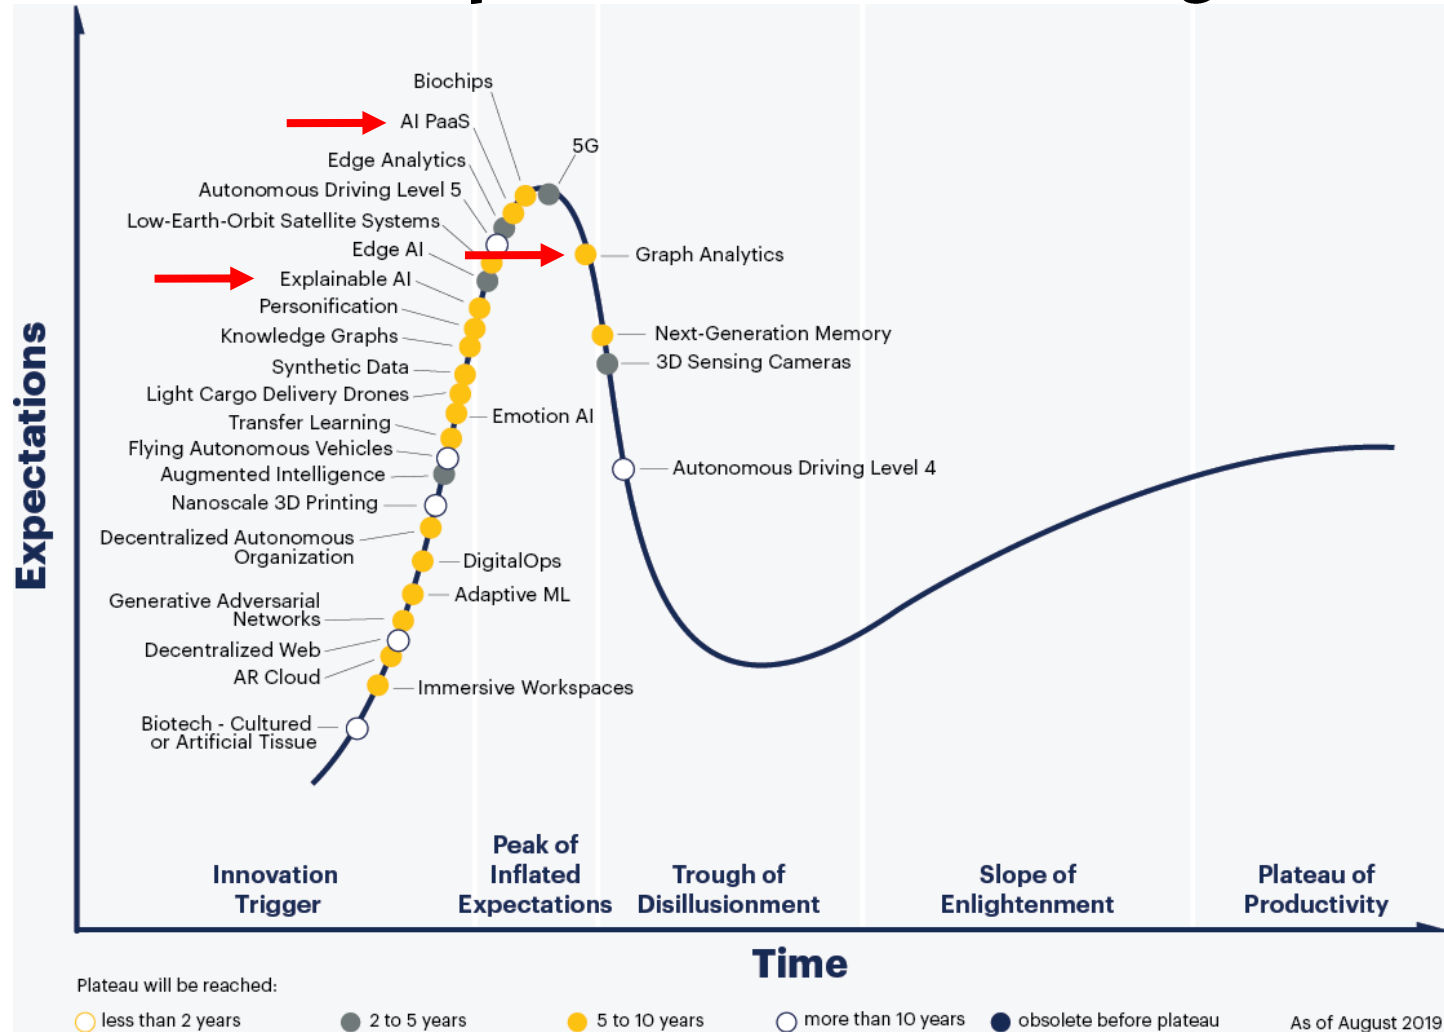 Biochips
AI PaaS
5G
Edge Analytics
Autonomous Driving Level 5
Low-Earth-Orbit Satellite Systems
Edge AI
Graph Analytics
Explainable AI
Personification
Knowledge Graphs
Next-Generation Memory
3D Sensing Cameras
Synthetic Data
Light Cargo Delivery Drones
Emotion AI
Transfer Learning
Flying Autonomous Vehicles
Autonomous Driving Level 4
Augmented Intelligence
Nanoscale 3D Printing
Decentralized Autonomous
Organization
DigitalOps
Adaptive ML
Generative Adversarial
Networks
Decentralized Web
AR Cloud
Immersive Workspaces
Biotech - Cultured
or Artificial Tissue
Expectations
Innovation
Trigger
Peak of
Inflated
Expectations
Trough of
Disillusionment
Slope of
Enlightenment
Plateau of
Productivity
Time
Plateau will be reached:
less than 2 years
2 to 5 years
5 to 10 years
more than 10 years
obsolete before plateau
As of August 2019